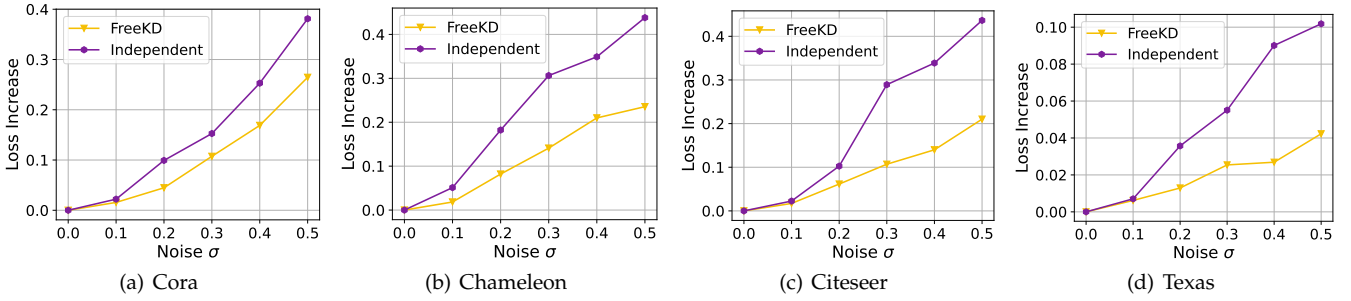 0.4
0.3
0.2
0.1
0.0
Loss Increase
FreeKD
Independent
0.0 0.1 0.2 0.3 0.4 0.5
Noise σ
(a) Cora
0.4
0.3
0.2
0.1
0.0
Loss Increase
FreeKD
Independent
0.0 0.1 0.2 0.3 0.4 0.5
Noise σ
(b) Chameleon
0.4
0.3
0.2
0.1
0.0
Loss Increase
FreeKD
Independent
0.0 0.1 0.2 0.3 0.4 0.5
Noise σ
(c) Citeseer
0.10
0.08
0.06
0.04
0.02
0.00
Loss Increase
FreeKD
Independent
0.0 0.1 0.2 0.3 0.4 0.5
Noise σ
(d) Texas